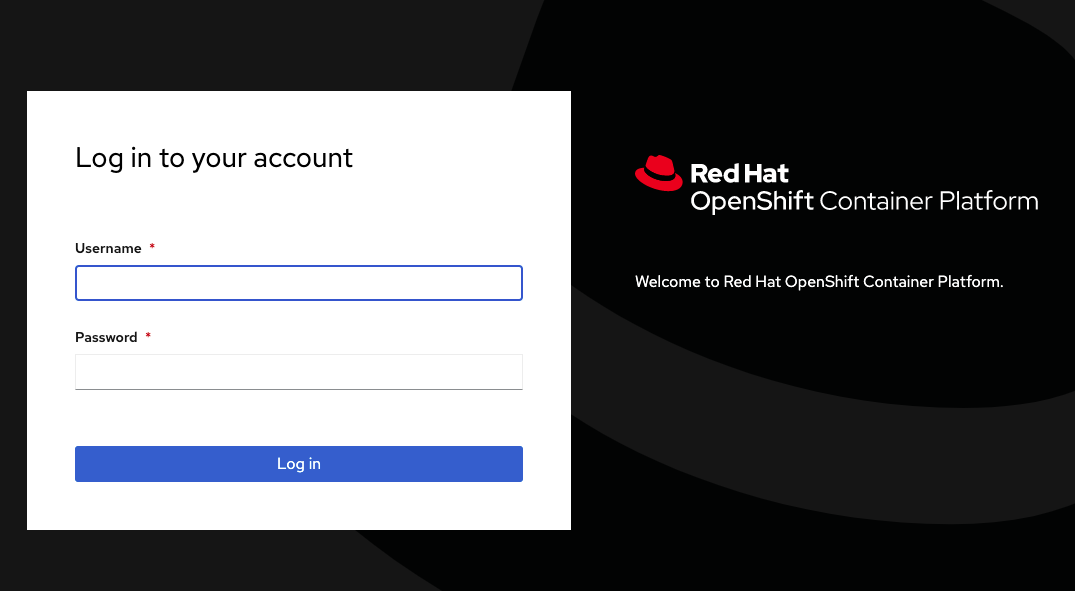 Log in to your account
Username *
Password *
Log in
Red Hat
OpenShift Container Platform
Welcome to Red Hat OpenShift Container Platform.